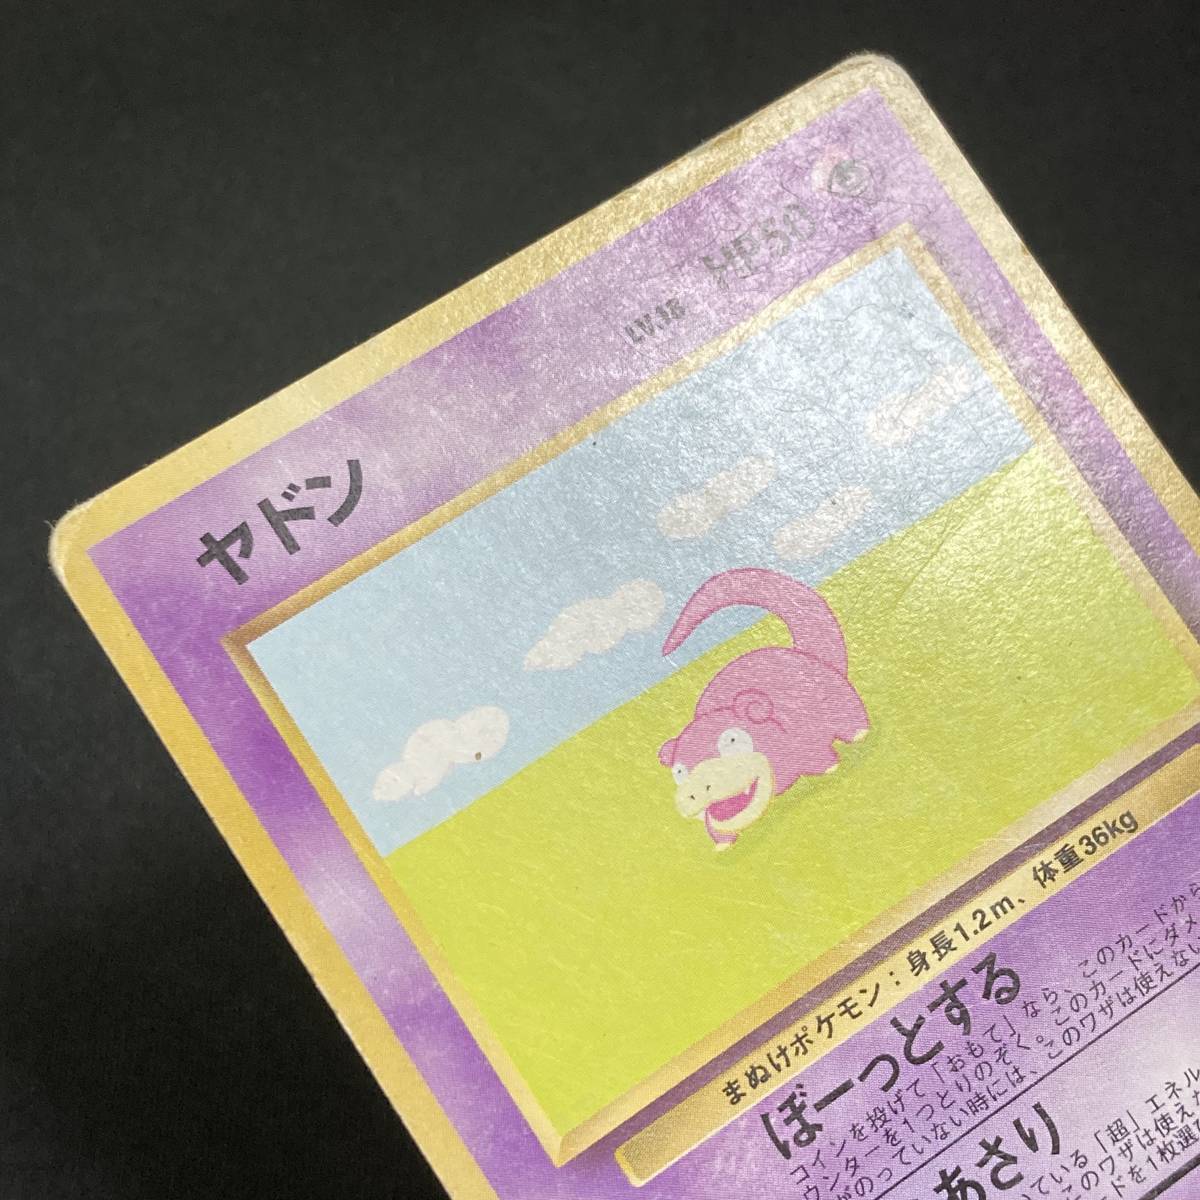 ヤドン LV.18 HP50
まぬけポケモン：身長1.2m、体重36kg
ぼーっとする
コインを投げて「おもて」なら、このカードから
ウンターを1つとりのぞく。このカードにダメ
がのっていない時には、このワザは使えない
あさり
ている「超」エネル
このワザは使えな
ドを1枚選